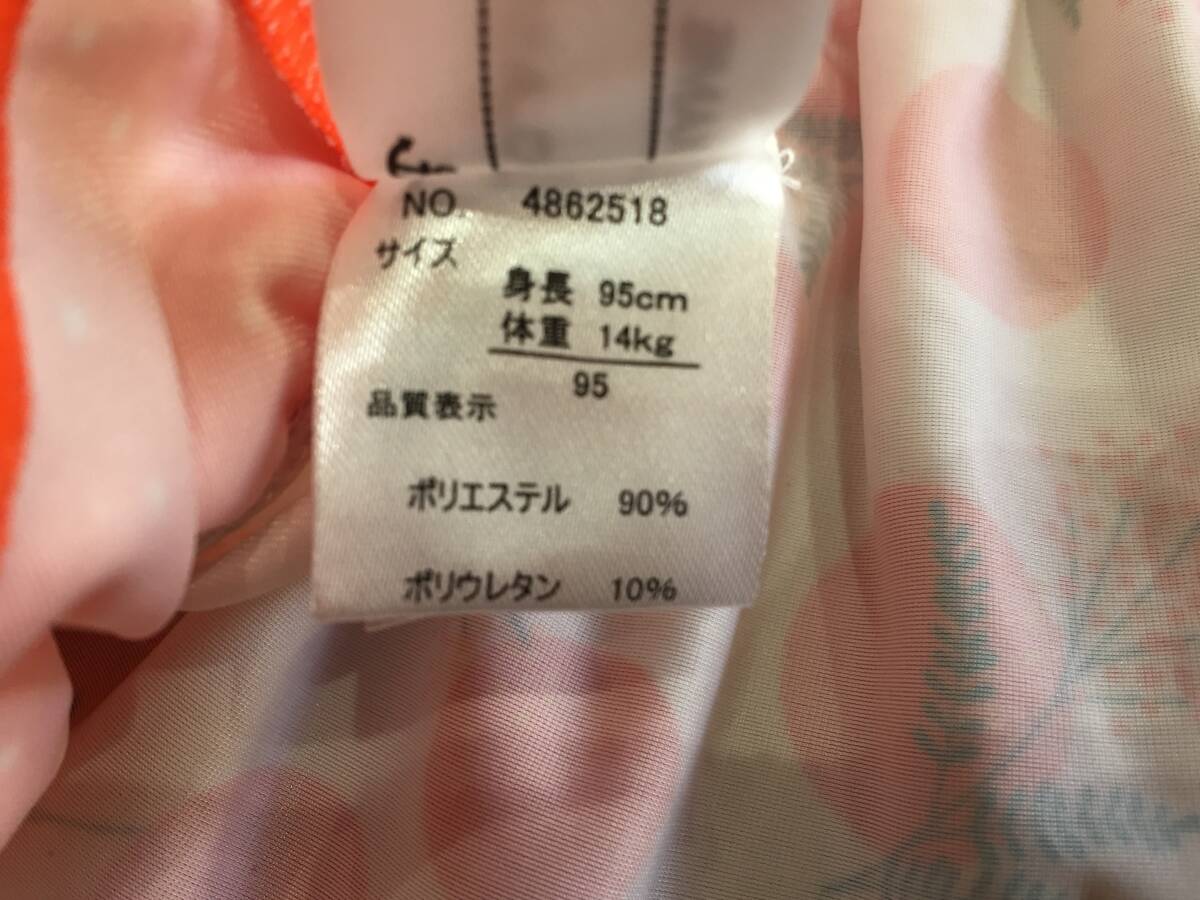 NO. 4862518
サイズ
身長 95cm
体重 14kg
95
品質表示
ポリエステル 90%
ポリウレタン 10%